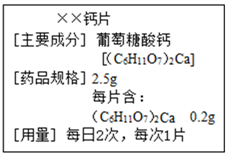 ××钙片
[主要成分] 葡萄糖酸钙
[(C₆H₁₁O₇)₂Ca]
[药品规格] 2.5g
每片含：
(C₆H₁₁O₇)₂Ca 0.2g
[用量] 每日2次，每次1片